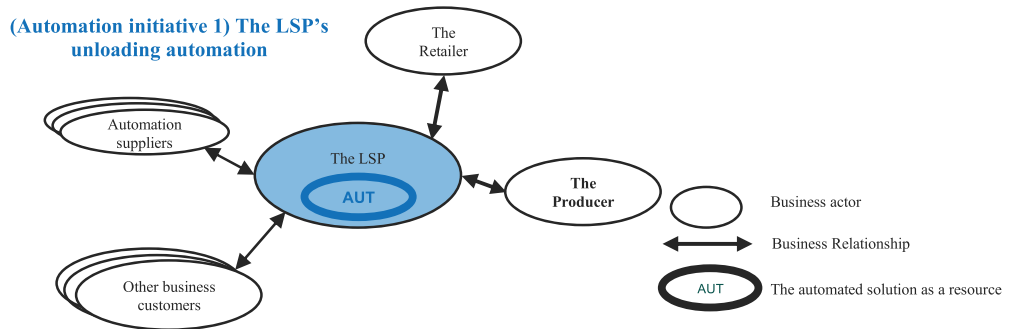 (Automation initiative 1) The LSP's
unloading automation
The
Retailer
Automation
suppliers
The LSP
AUT
The
Producer
Other business
customers
Business actor
Business Relationship
AUT
The automated solution as a resource